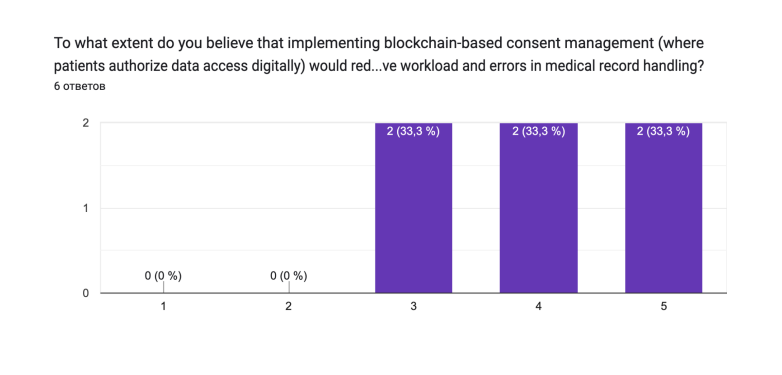 To what extent do you believe that implementing blockchain-based consent management (where
patients authorize data access digitally) would red...ve workload and errors in medical record handling?
6 ответов
2
2 (33,3 %)
2 (33,3 %)
2 (33,3 %)
1
0 (0 %)
0 (0 %)
0
1
2
3
4
5